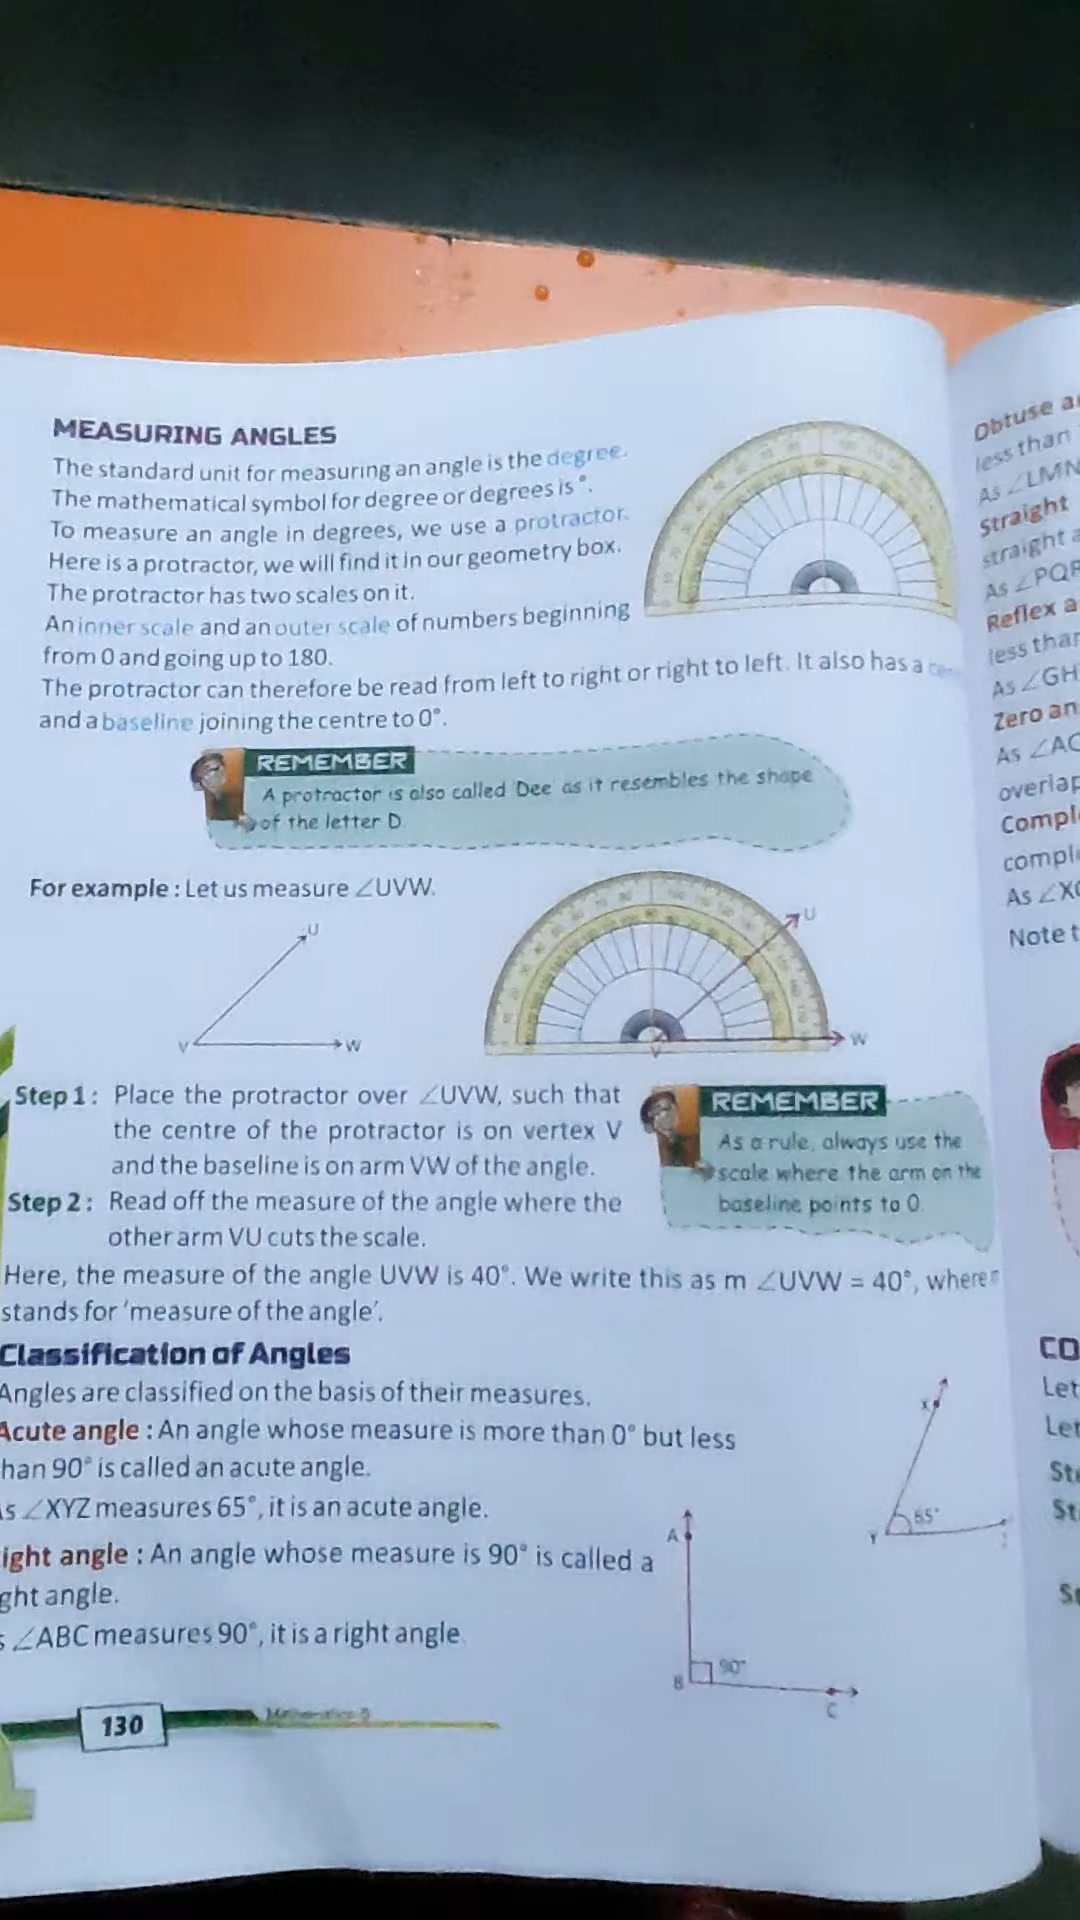 MEASURING ANGLES
The standard unit for measuring an angle is the degree.
The mathematical symbol for degree or degrees is °.
To measure an angle in degrees, we use a protractor.
Here is a protractor, we will find it in our geometry box.
The protractor has two scales on it.
An inner scale and an outer scale of numbers beginning
from 0 and going up to 180.
The protractor can therefore be read from left to right or right to left. It also has a
and a baseline joining the centre to 0°.
REMEMBER
A protractor is also called 'Dee' as it resembles the shape
of the letter D.
For example : Let us measure ∠UVW.
U
V
W
U
V
W
Step 1 : Place the protractor over ∠UVW, such that
the centre of the protractor is on vertex V
and the baseline is on arm VW of the angle.
Step 2 : Read off the measure of the angle where the
other arm VU cuts the scale.
REMEMBER
As a rule, always use the
scale where the arm on the
baseline points to 0.
Here, the measure of the angle UVW is 40°. We write this as m ∠UVW = 40°, where
stands for 'measure of the angle'.
Classification of Angles
Angles are classified on the basis of their measures.
Acute angle : An angle whose measure is more than 0° but less
han 90° is called an acute angle.
s ∠XYZ measures 65°, it is an acute angle.
X
Y
65°
ight angle : An angle whose measure is 90° is called a
ght angle.
s ∠ABC measures 90°, it is a right angle.
A
B
90°
C
130
Mathematics-5
Obtuse a
less than
As ∠LMN
Straight
straight a
As ∠PQR
Reflex a
less than
As ∠GH
Zero an
As ∠AO
overlap
Comple
comple
As ∠XO
Note t
CO
Let
Let
Ste
St
St